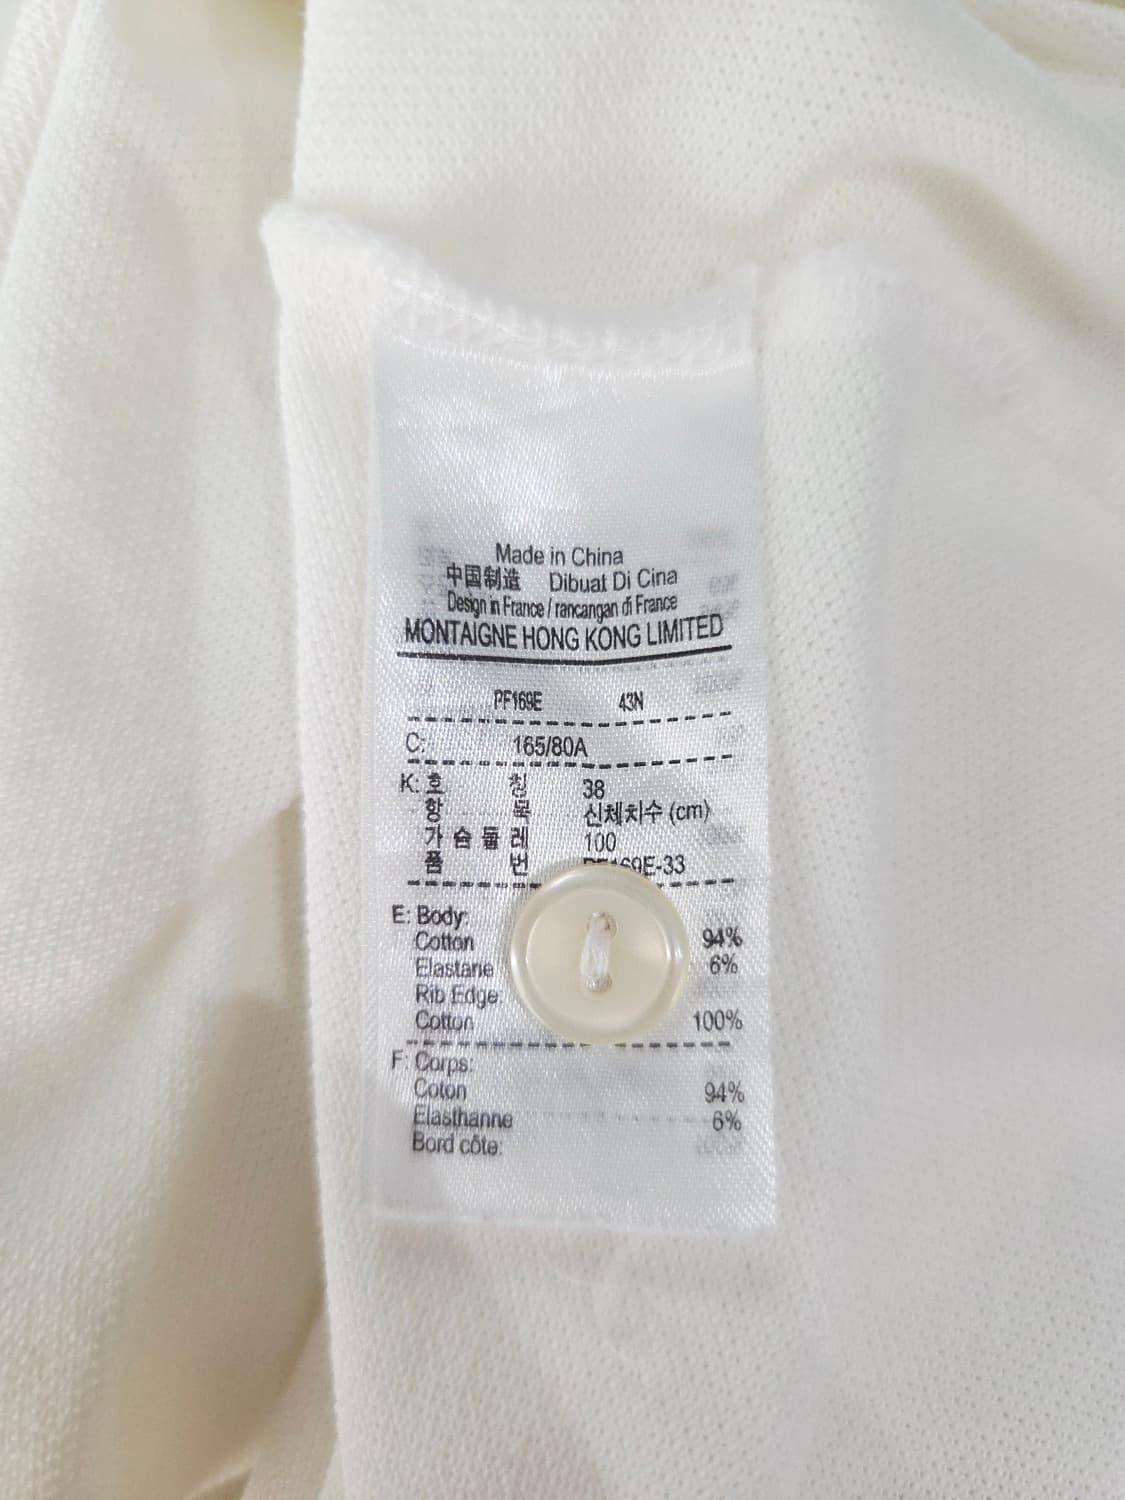 Made in China
中国制造 Dibuat Di Cina
Design in France / rancangan di France
MONTAIGNE HONG KONG LIMITED
PF169E 43N
C: 165/80A
K: 호 칭 38
항 목 신체치수 (cm)
가 슴 둘 레 100
품 번 PF169E-33
E: Body:
Cotton 94%
Elastane 6%
Rib Edge:
Cotton 100%
F: Corps:
Coton 94%
Elasthanne 6%
Bord côte: